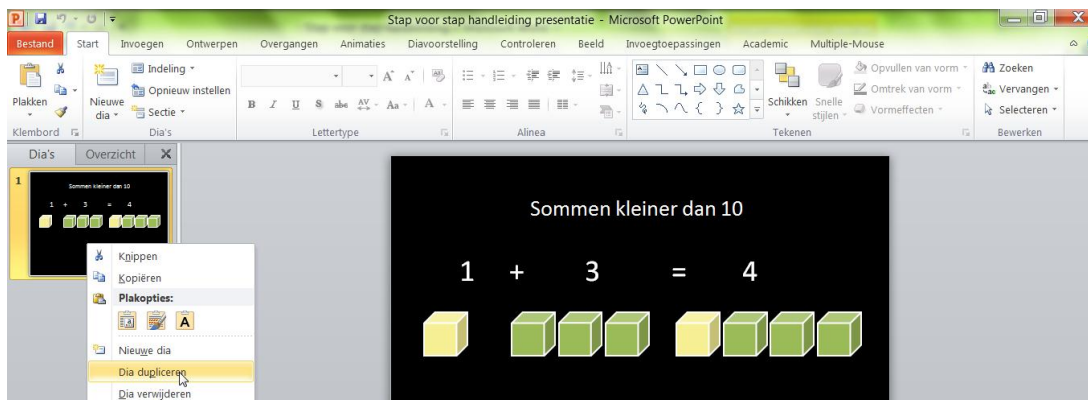 Stap voor stap handleiding presentatie - Microsoft PowerPoint
Bestand Start Invoegen Ontwerpen Overgangen Animaties Diavoorstelling Controleren Beeld Invoegtoepassingen Academic Multiple-Mouse
Plakken
Klembord
Nieuwe dia
Indeling
Opnieuw instellen
Sectie
Dia's
B I U S abc AV Aa A
Lettertype
Alinea
Schikken
Snelle stijlen
Opvullen van vorm
Omtrek van vorm
Vormeffecten
Tekenen
Zoeken
Vervangen
Selecteren
Bewerken
Dia's Overzicht
1
Sommen kleiner dan 10
1 + 3 = 4
Knippen
Kopiëren
Plakopties:
A
Nieuwe dia
Dia dupliceren
Dia verwijderen
Sommen kleiner dan 10
1 + 3 = 4